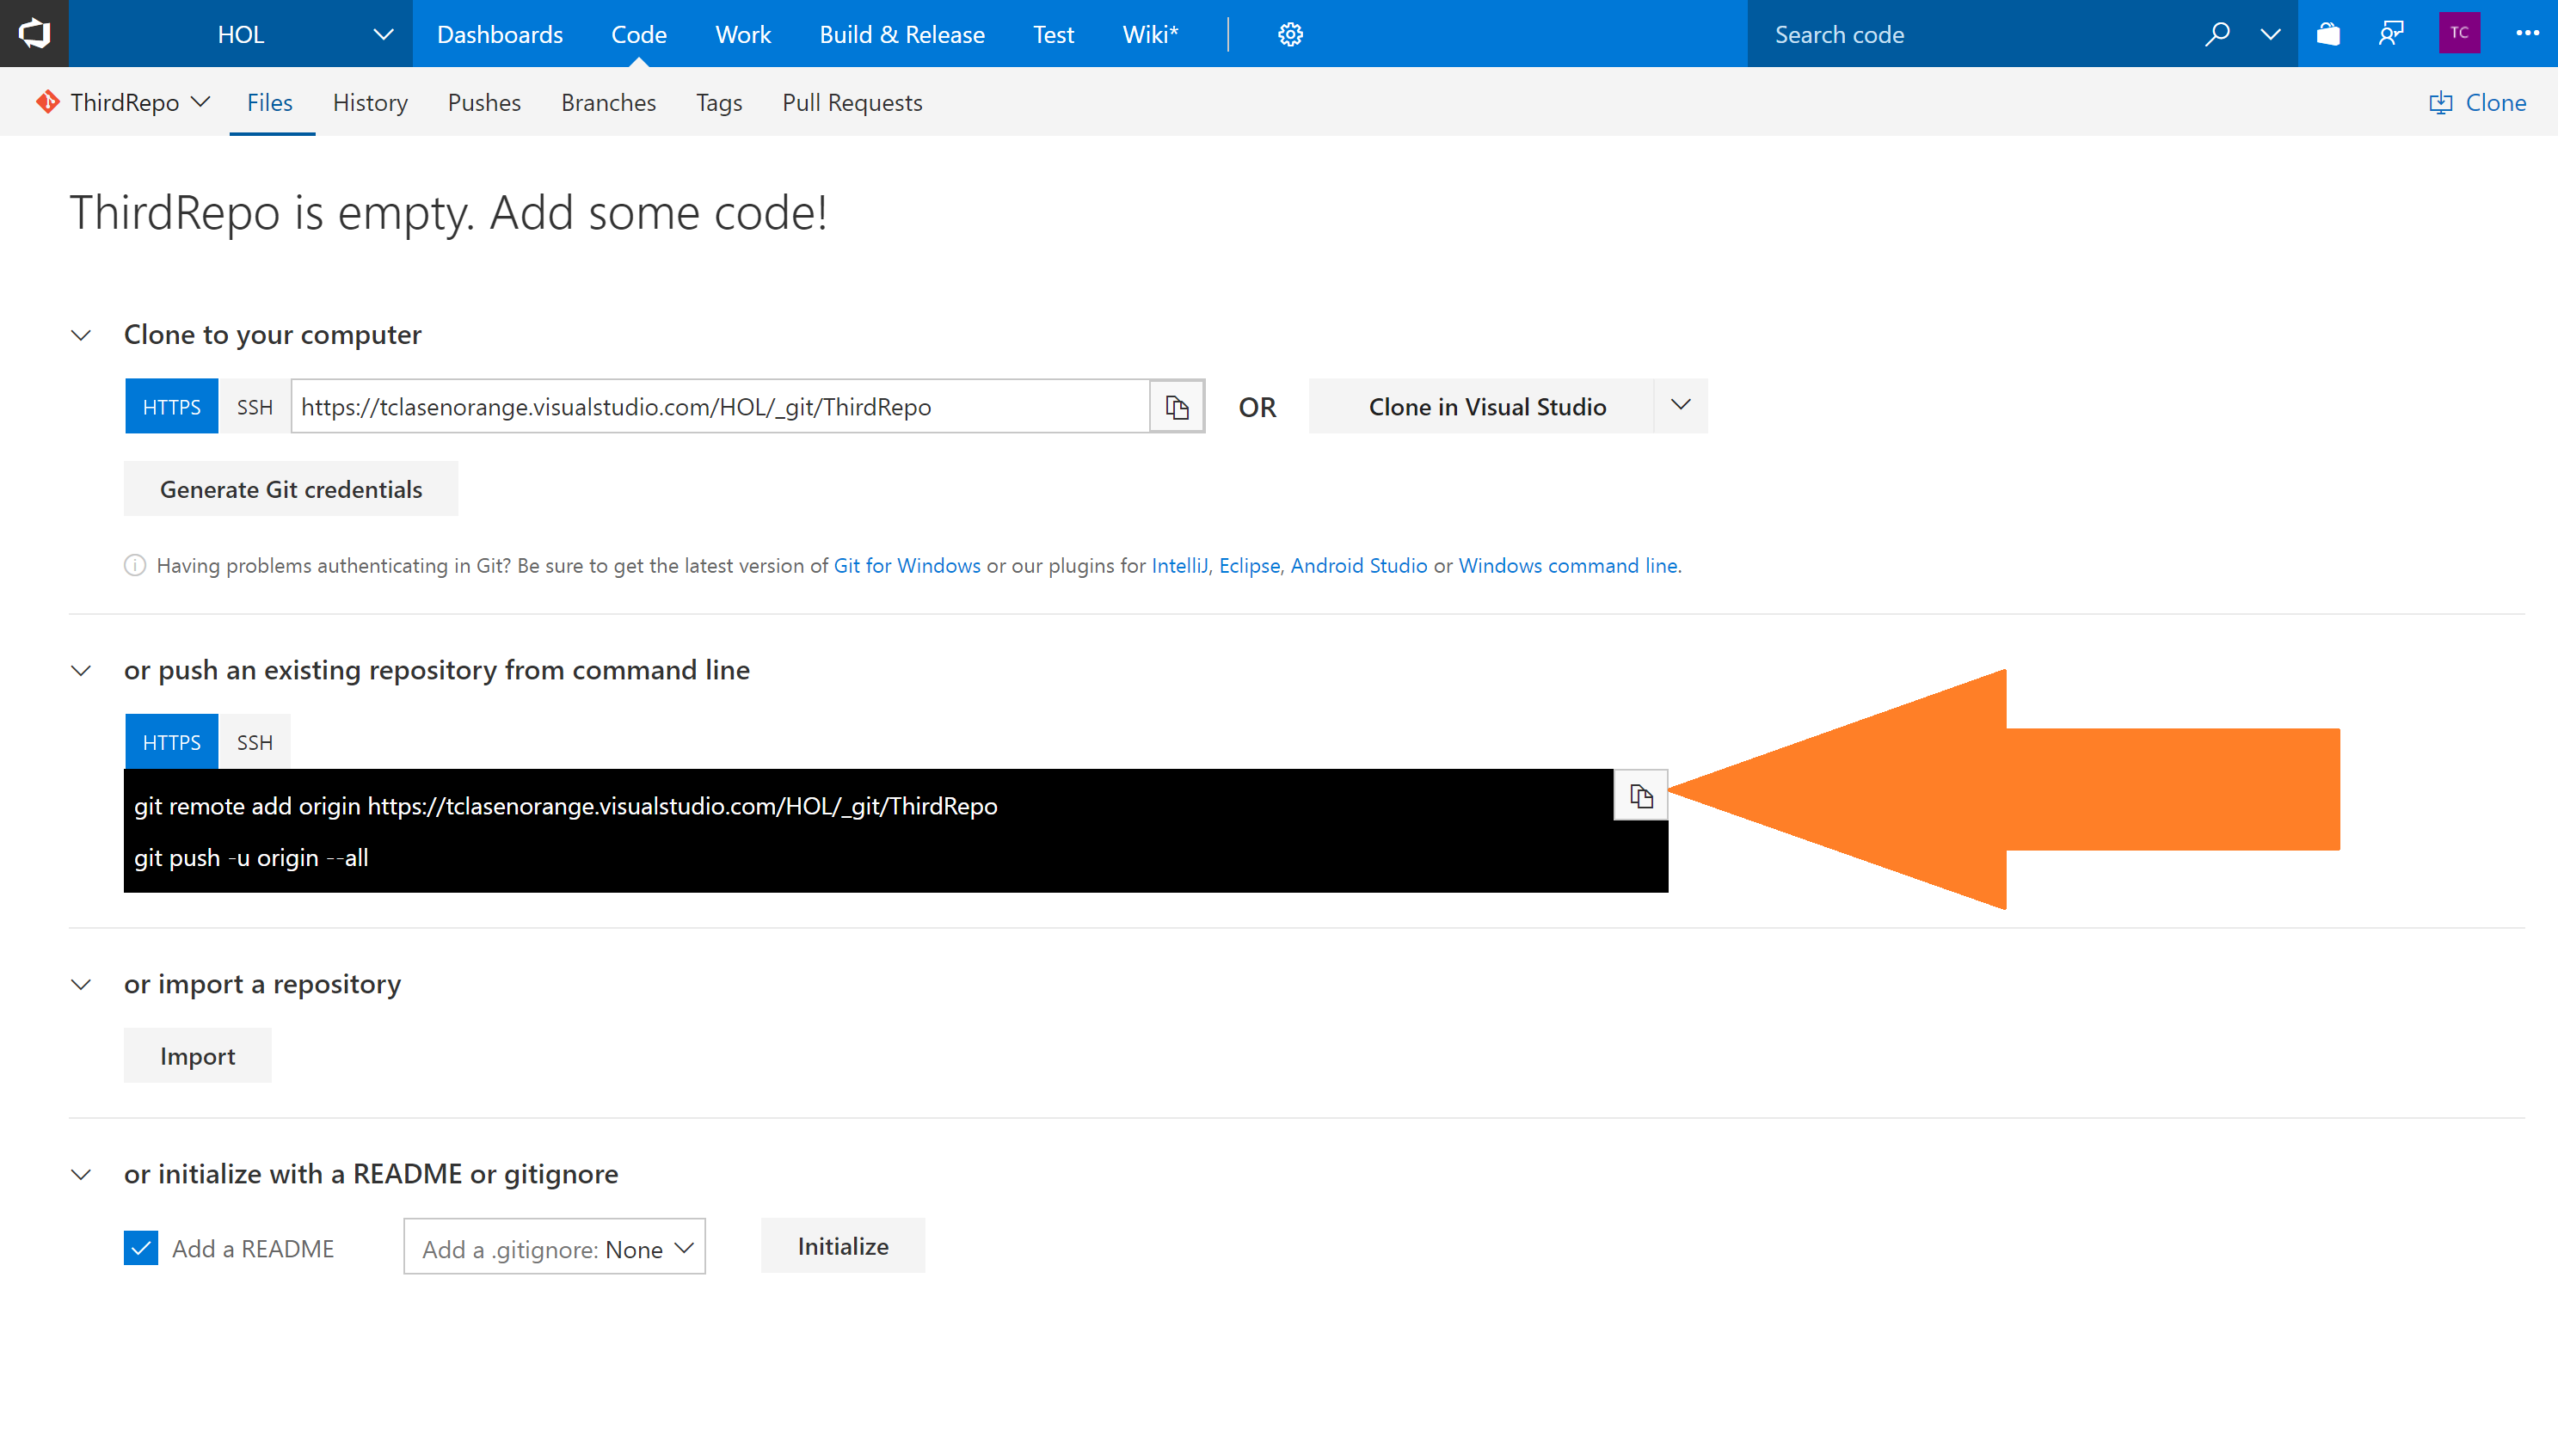 HOL Dashboards Code Work Build & Release Test Wiki* Search code TC
ThirdRepo Files History Pushes Branches Tags Pull Requests Clone
ThirdRepo is empty. Add some code!
Clone to your computer
HTTPS SSH https://tclasenorange.visualstudio.com/HOL/_git/ThirdRepo OR Clone in Visual Studio
Generate Git credentials
Having problems authenticating in Git? Be sure to get the latest version of Git for Windows or our plugins for IntelliJ, Eclipse, Android Studio or Windows command line.
or push an existing repository from command line
HTTPS SSH
git remote add origin https://tclasenorange.visualstudio.com/HOL/_git/ThirdRepo
git push -u origin --all
or import a repository
Import
or initialize with a README or gitignore
Add a README Add a .gitignore: None Initialize